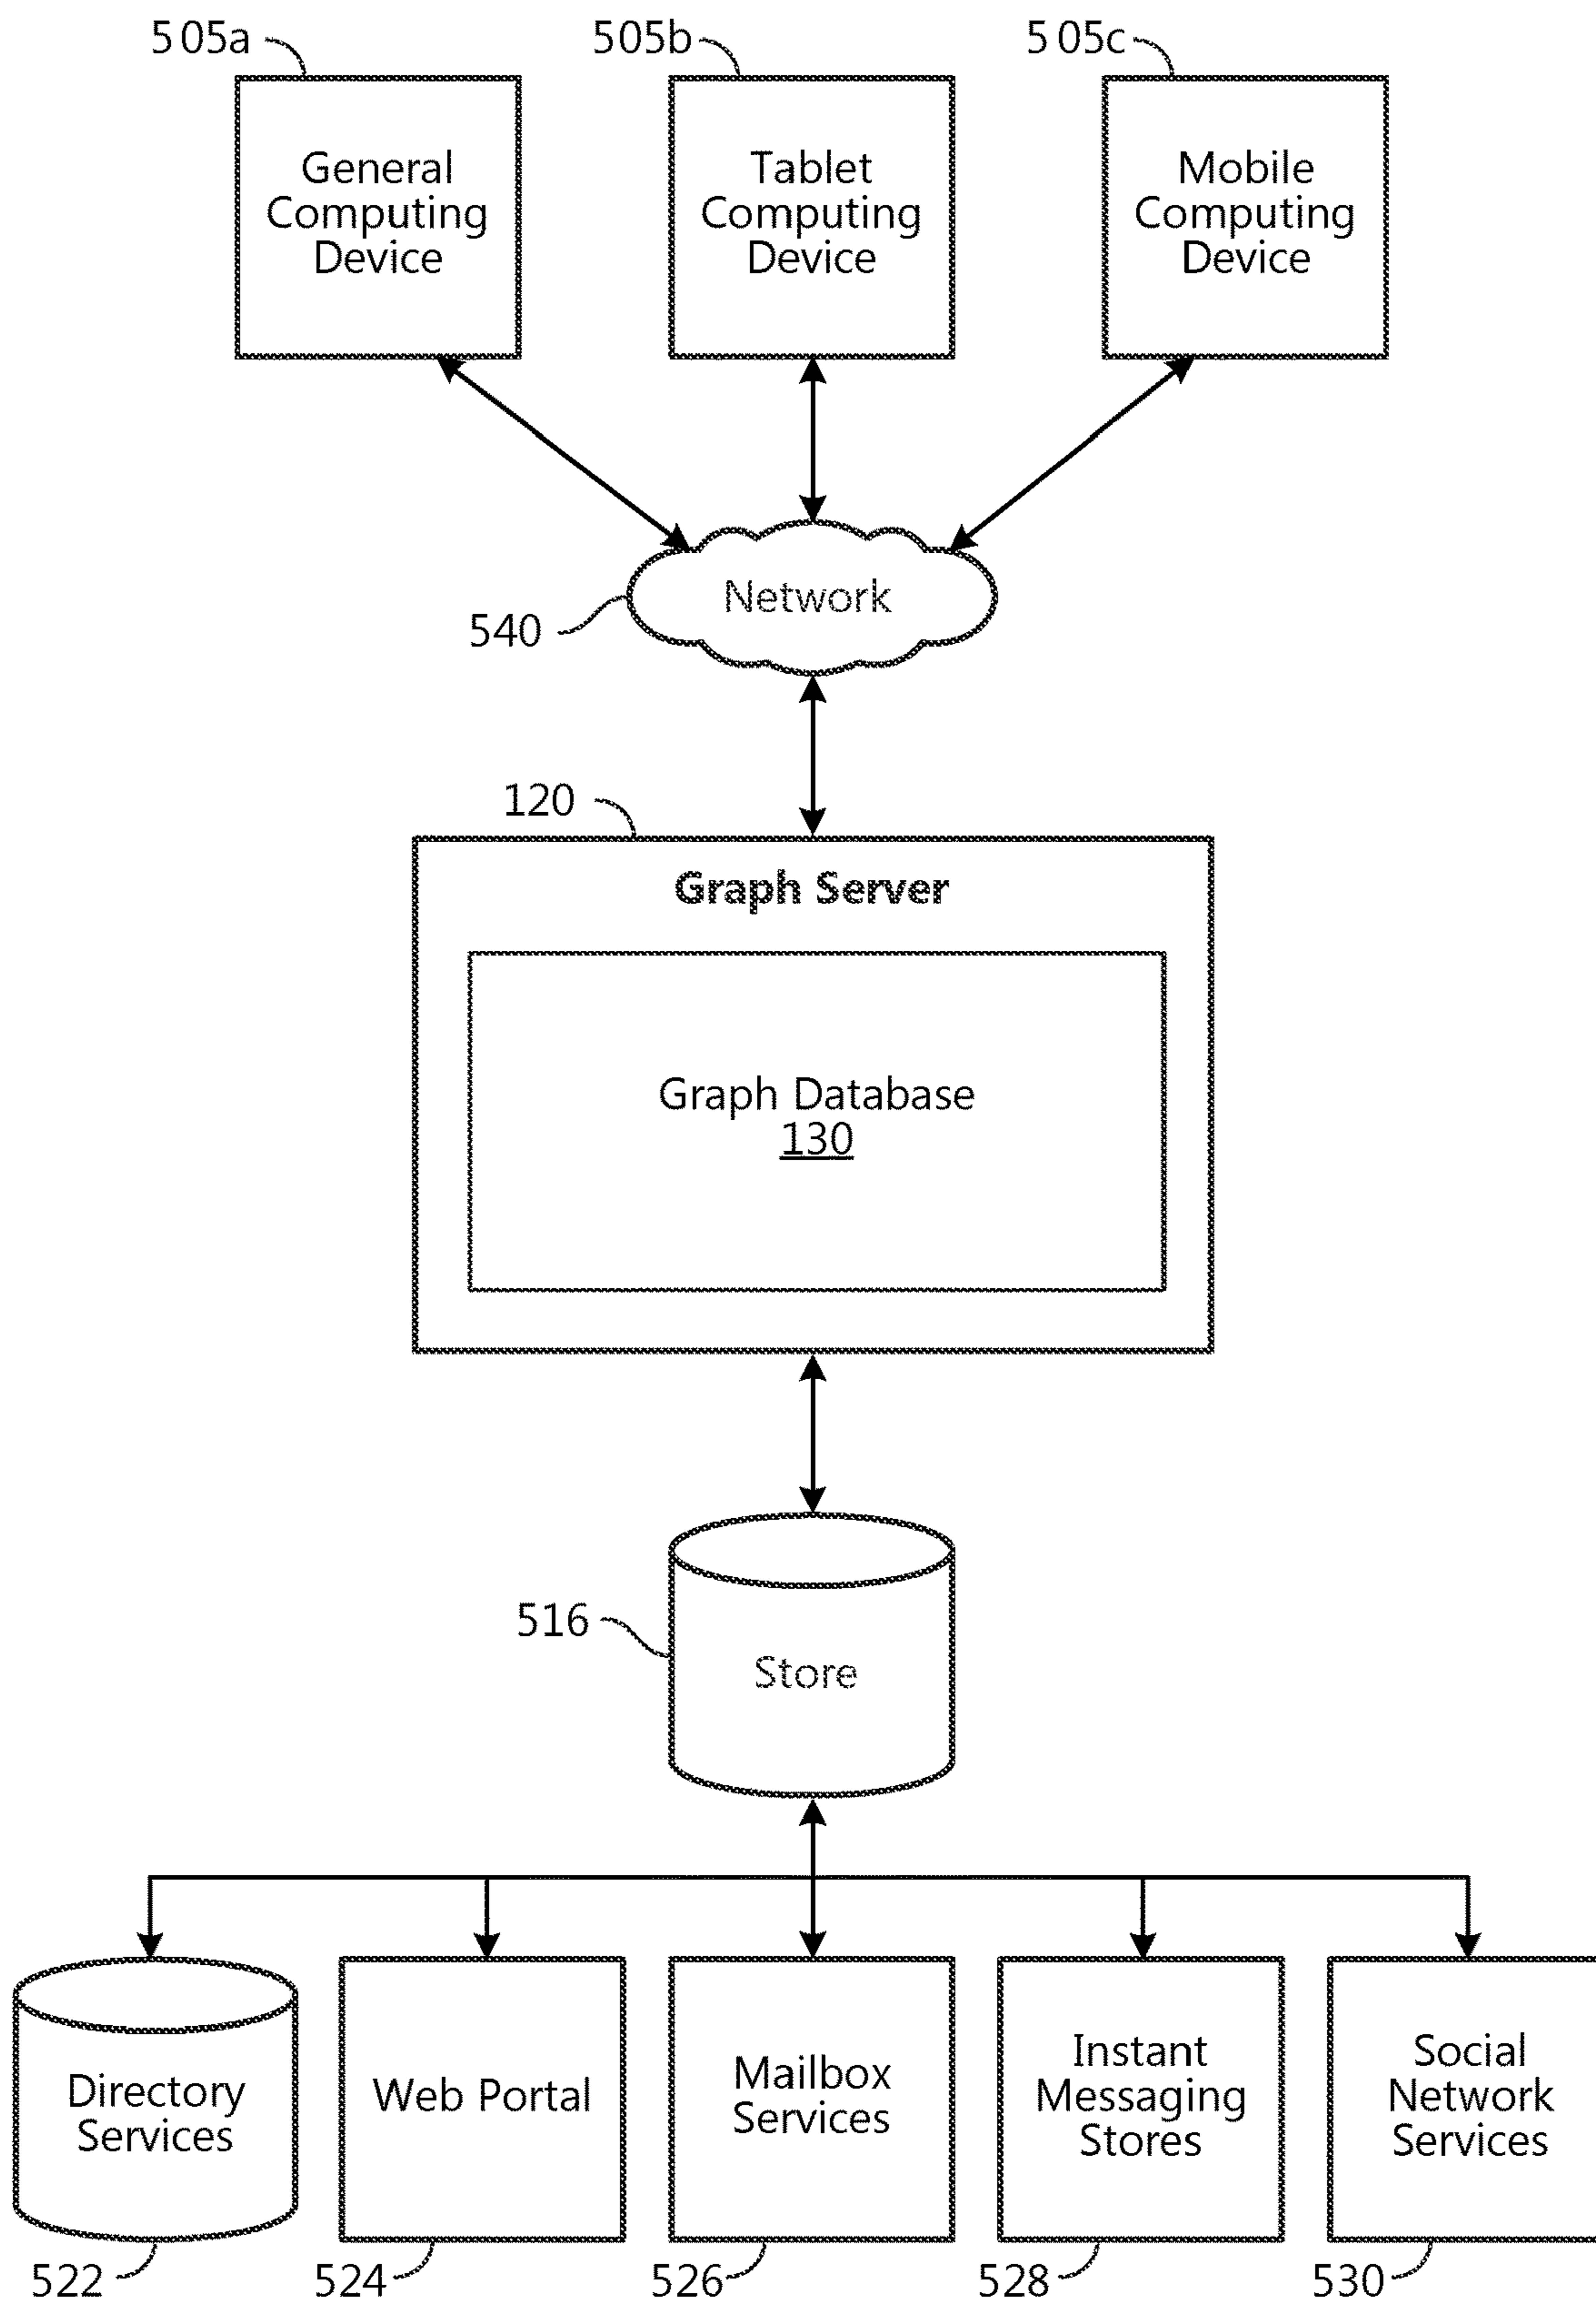 505a
505b
505c
General
Computing
Device
Tablet
Computing
Device
Mobile
Computing
Device
Network
540
120
Graph Server
Graph Database
130
516
Store
Directory
Services
Web Portal
Mailbox
Services
Instant
Messaging
Stores
Social
Network
Services
522
524
526
528
530